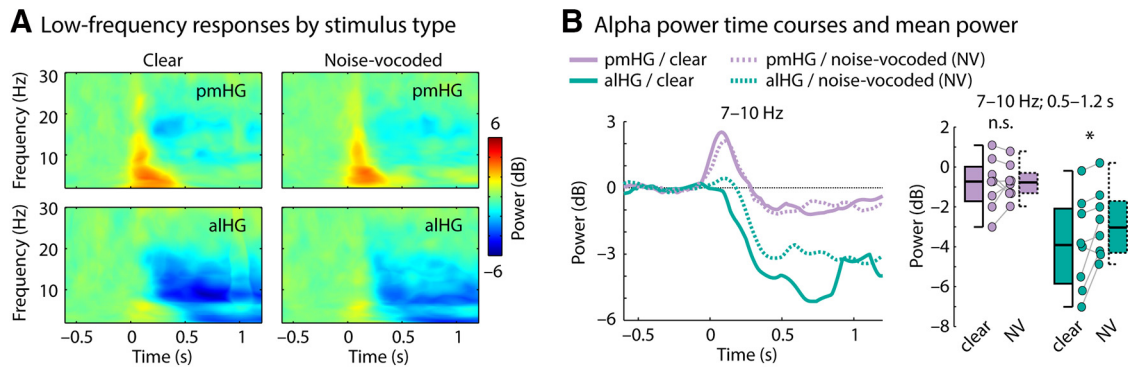 A Low-frequency responses by stimulus type
Clear
Noise-vocoded
Frequency (Hz)
30
20
10
pmHG
pmHG
Frequency (Hz)
30
20
10
alHG
alHG
−0.5 0 0.5 1
Time (s)
−0.5 0 0.5 1
Time (s)
6
Power (dB)
−6
B Alpha power time courses and mean power
pmHG / clear
pmHG / noise-vocoded (NV)
alHG / clear
alHG / noise-vocoded (NV)
7–10 Hz
Power (dB)
3
0
−3
−6
−0.5 0 0.5 1
Time (s)
7–10 Hz; 0.5–1.2 s
n.s.
*
Power (dB)
2
0
−2
−4
−6
−8
clear
NV
clear
NV